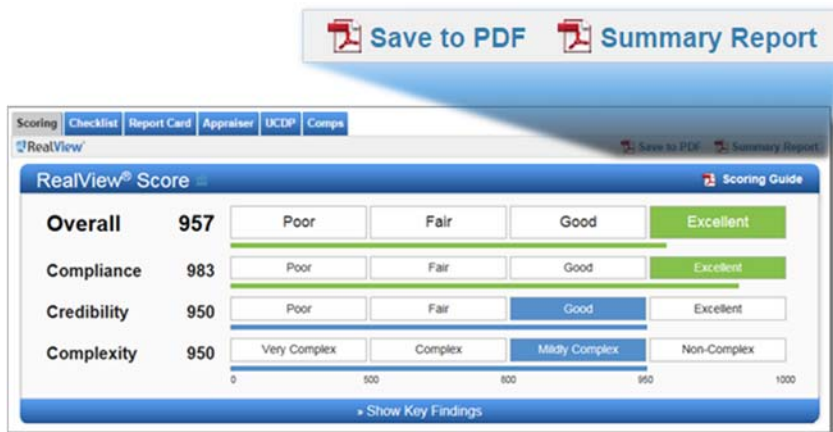 Save to PDF Summary Report
Scoring Checklist Report Card Appraiser UCDP Comps
RealView Save to PDF Summary Report
RealView® Score Scoring Guide
Overall 957 Poor Fair Good Excellent
Compliance 983 Poor Fair Good Excellent
Credibility 950 Poor Fair Good Excellent
Complexity 950 Very Complex Complex Mildly Complex Non-Complex
0 500 800 950 1000
» Show Key Findings